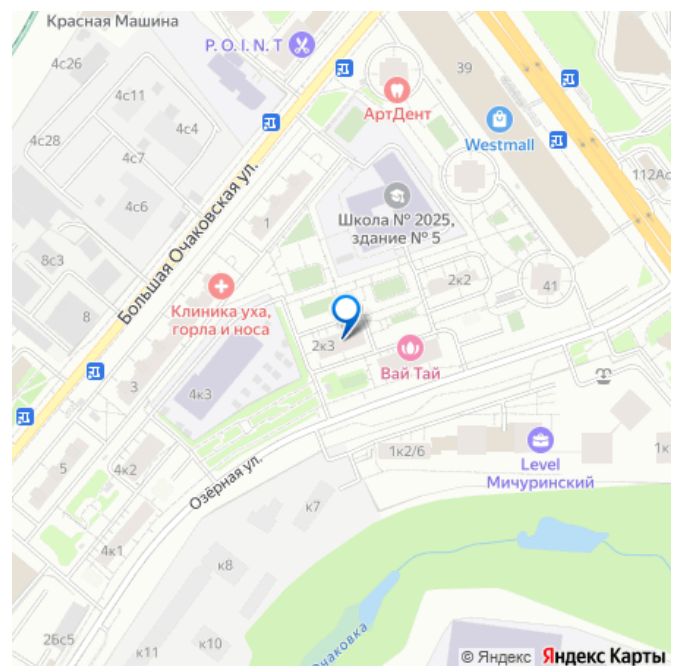 Красная Машина
4с26
P.O.I.N.T
39
4с11
АртДент
4с4
4с28
Westmall
4с7
112Ас
4с6
Большая Очаковская ул.
Школа № 2025,
здание № 5
1
8с3
2к2
41
Клиника уха,
горла и носа
8
2к3
Вай Тай
3
4к3
1к2/6
1к
Level
Мичуринский
5
4к2
Озёрная ул.
к7
4к1
к8
26с5
к10
к11
Очаковка
© Яндекс Яндекс Карты